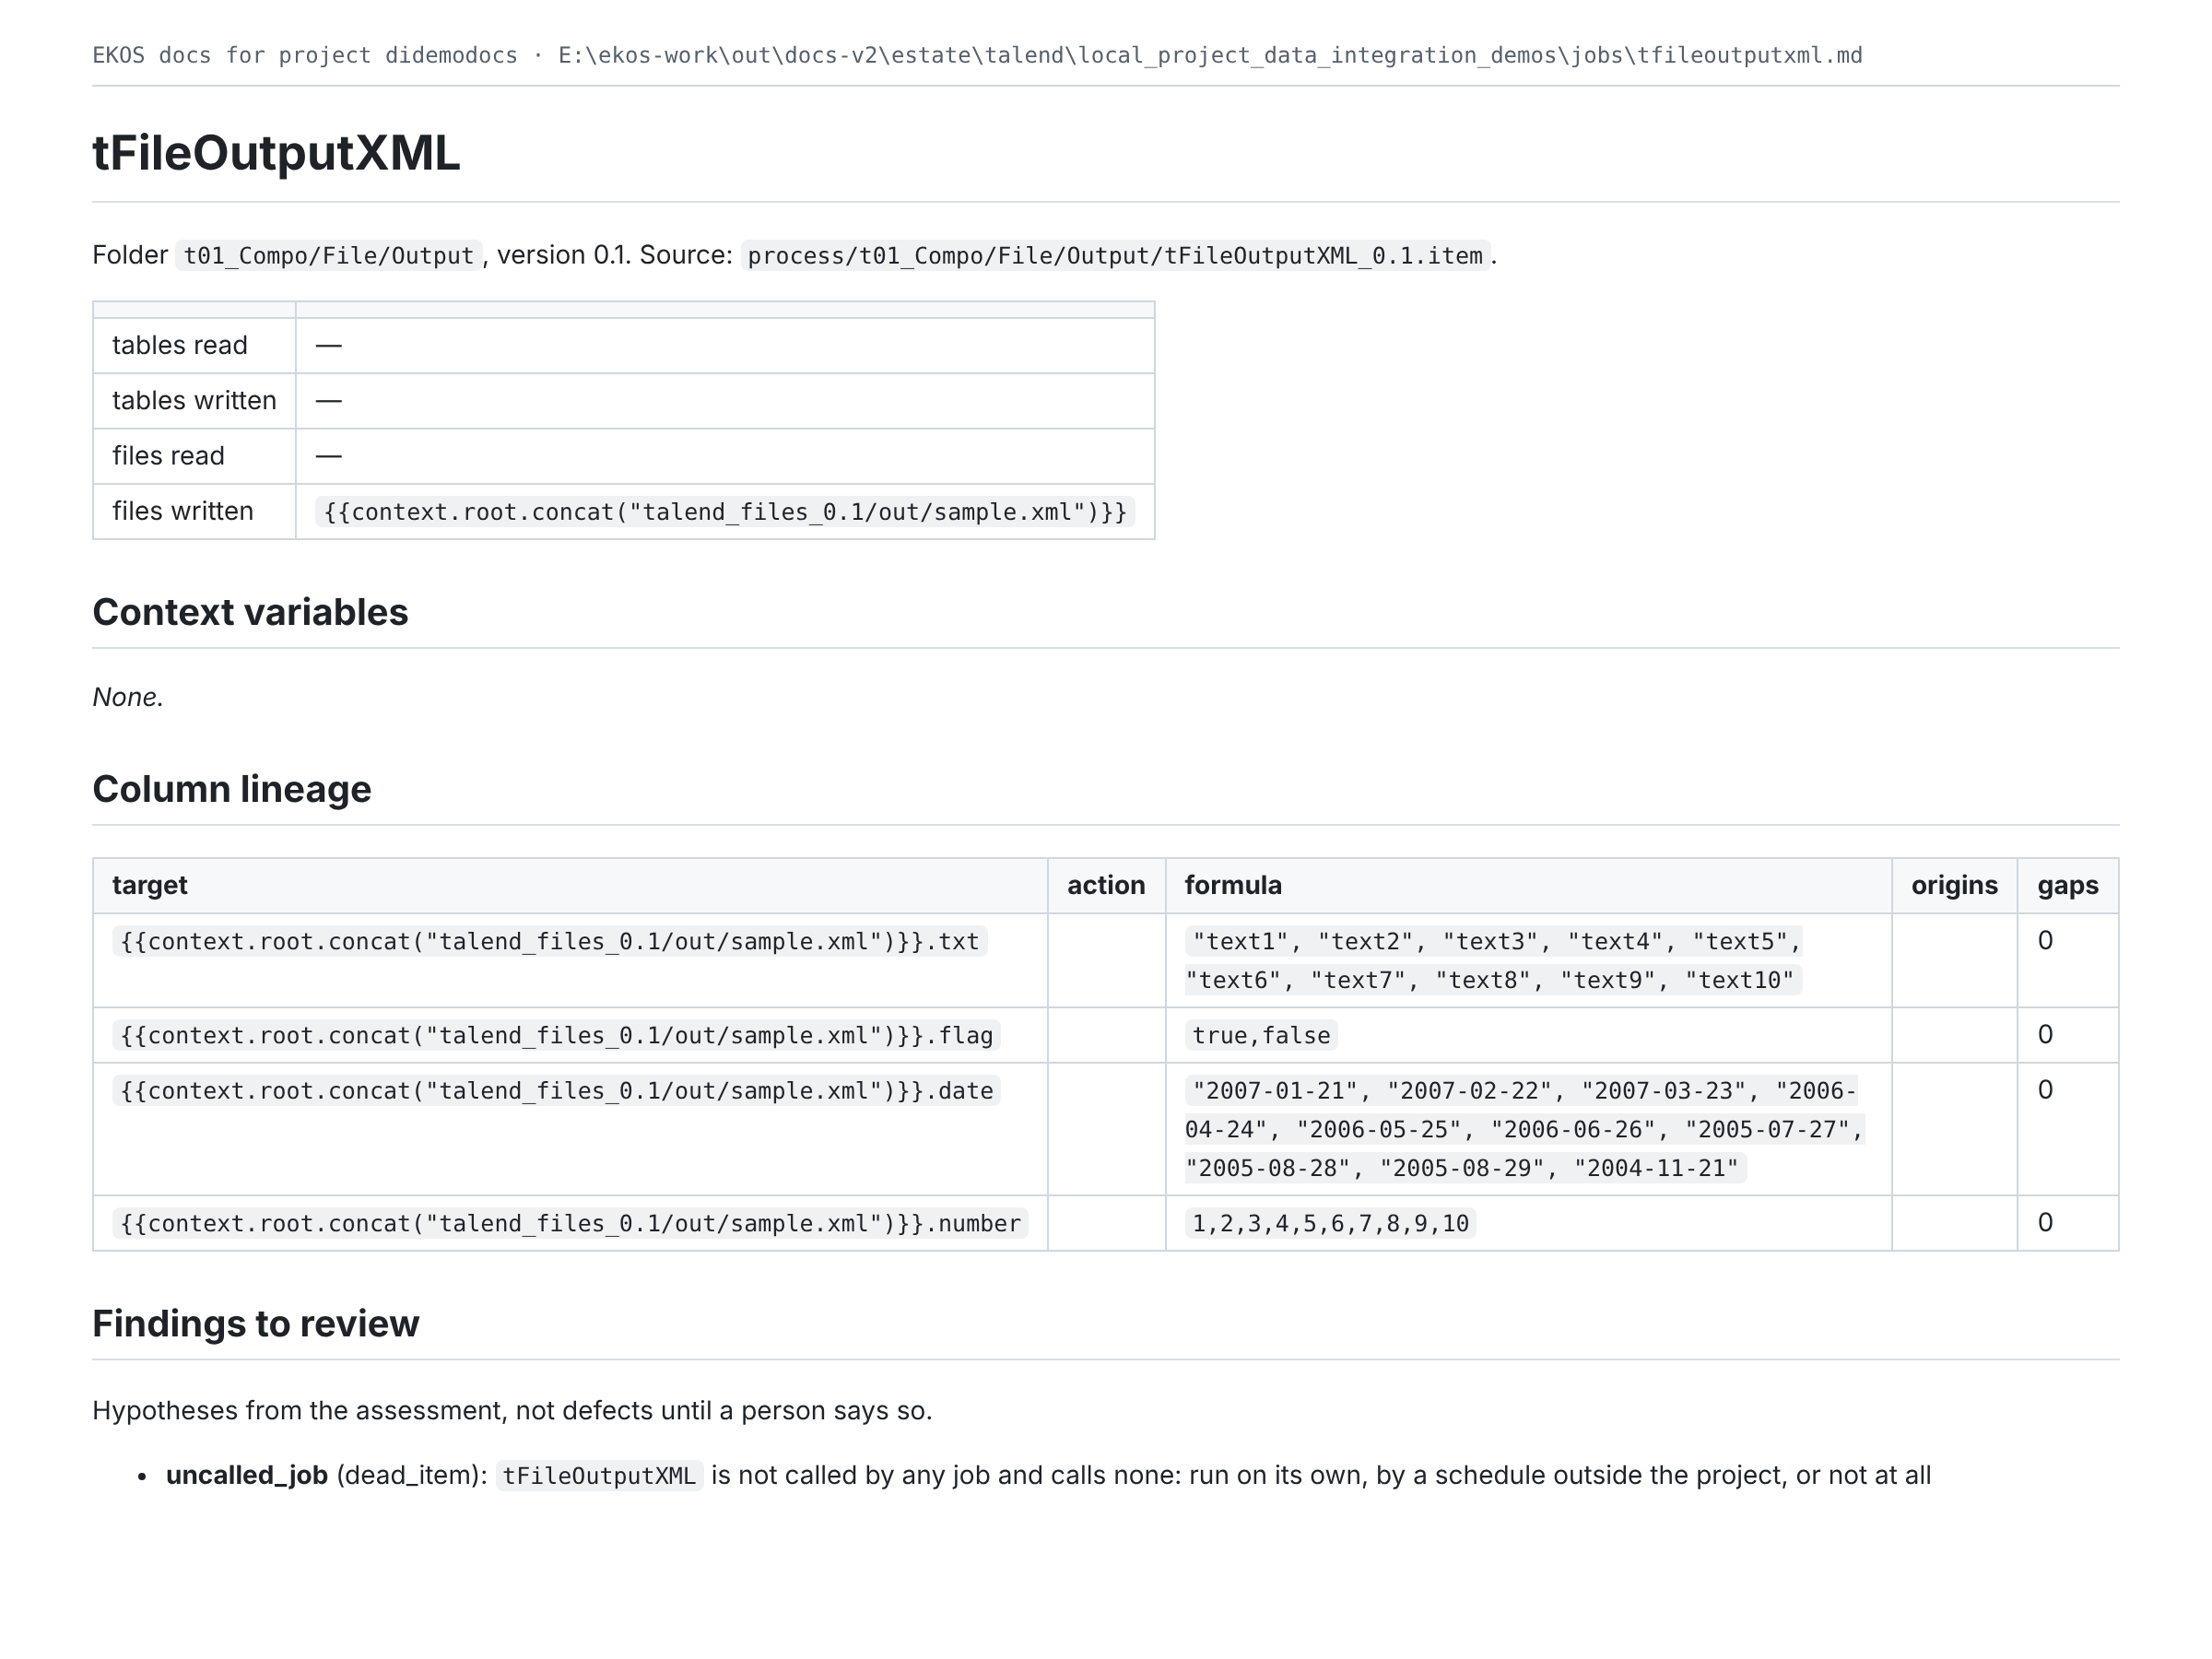 EKOS docs for project didemodocs · E:\ekos-work\out\docs-v2\estate\talend\local_project_data_integration_demos\jobs\tfileoutputxml.md
tFileOutputXML
Folder t01_Compo/File/Output, version 0.1. Source: process/t01_Compo/File/Output/tFileOutputXML_0.1.item.
tables read —
tables written —
files read —
files written {{context.root.concat("talend_files_0.1/out/sample.xml")}}
Context variables
None.
Column lineage
target action formula origins gaps
{{context.root.concat("talend_files_0.1/out/sample.xml")}}.txt "text1", "text2", "text3", "text4", "text5", 0
"text6", "text7", "text8", "text9", "text10"
{{context.root.concat("talend_files_0.1/out/sample.xml")}}.flag true,false 0
{{context.root.concat("talend_files_0.1/out/sample.xml")}}.date "2007-01-21", "2007-02-22", "2007-03-23", "2006- 0
04-24", "2006-05-25", "2006-06-26", "2005-07-27",
"2005-08-28", "2005-08-29", "2004-11-21"
{{context.root.concat("talend_files_0.1/out/sample.xml")}}.number 1,2,3,4,5,6,7,8,9,10 0
Findings to review
Hypotheses from the assessment, not defects until a person says so.
• uncalled_job (dead_item): tFileOutputXML is not called by any job and calls none: run on its own, by a schedule outside the project, or not at all